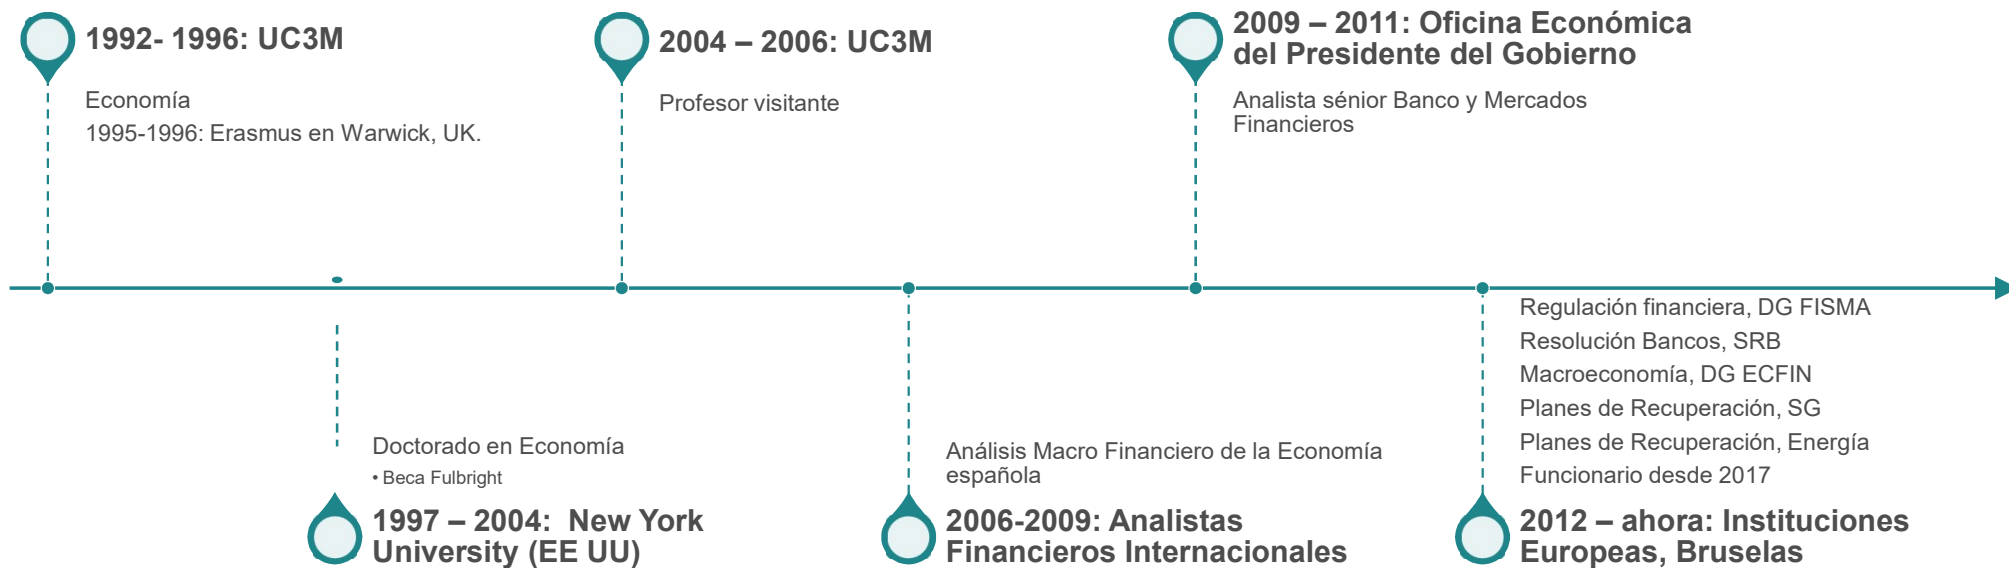 1992- 1996: UC3M
Economía
1995-1996: Erasmus en Warwick, UK.
Doctorado en Economía
• Beca Fulbright
1997 – 2004: New York
University (EE UU)
2004 – 2006: UC3M
Profesor visitante
Análisis Macro Financiero de la Economía
española
2006-2009: Analistas
Financieros Internacionales
2009 – 2011: Oficina Económica
del Presidente del Gobierno
Analista sénior Banco y Mercados
Financieros
Regulación financiera, DG FISMA
Resolución Bancos, SRB
Macroeconomía, DG ECFIN
Planes de Recuperación, SG
Planes de Recuperación, Energía
Funcionario desde 2017
2012 – ahora: Instituciones
Europeas, Bruselas